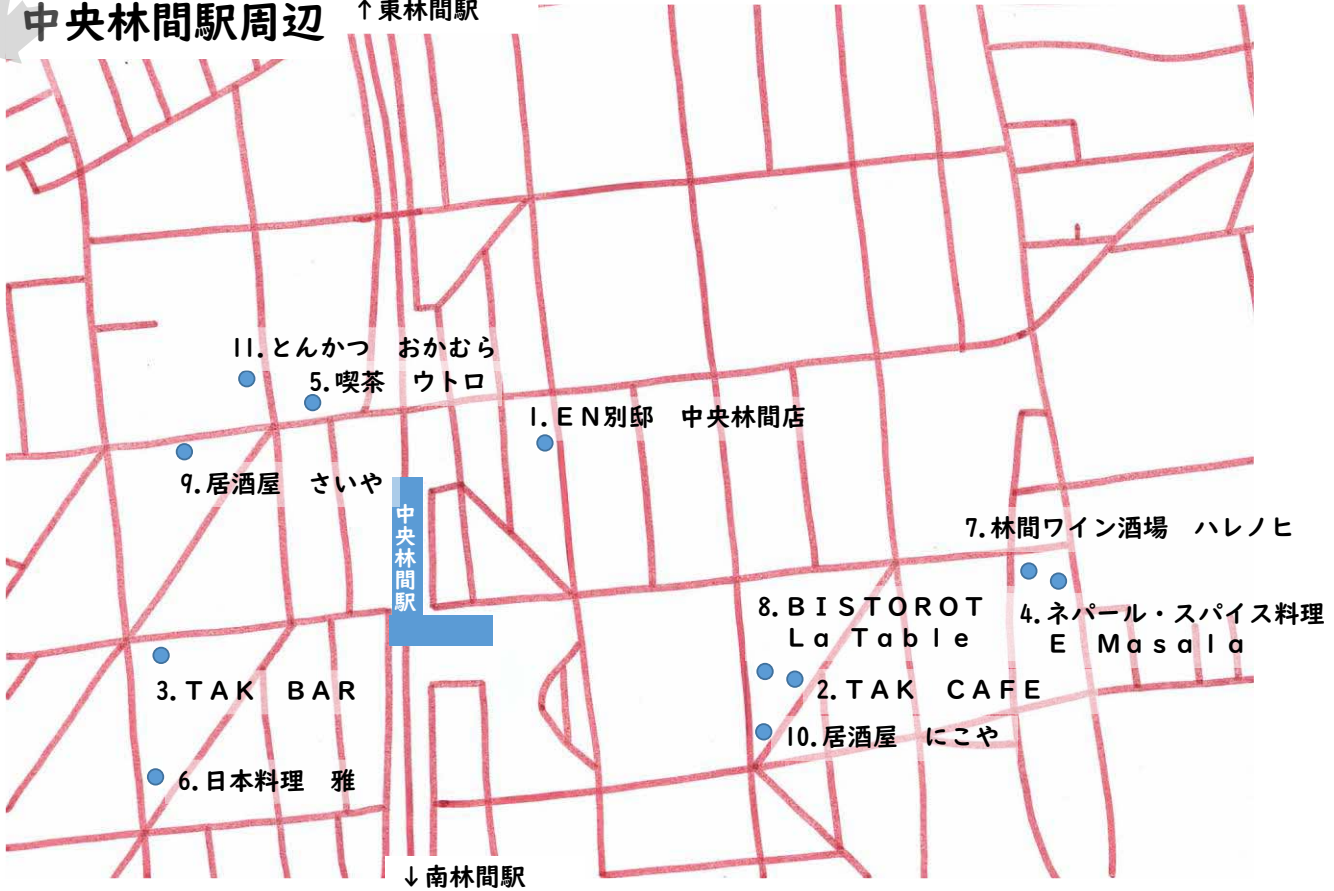 中央林間駅周辺
↑東林間駅
11.とんかつ　おかむら
5.喫茶　ウトロ
1.ＥＮ別邸　中央林間店
9.居酒屋　さいや
中央林間駅
7.林間ワイン酒場　ハレノヒ
8.ＢＩＳＴＯＲＯＴ
Ｌａ　Ｔａｂｌｅ
4.ネパール・スパイス料理
Ｅ　Ｍａｓａｌａ
3.ＴＡＫ　ＢＡＲ
2.ＴＡＫ　ＣＡＦＥ
10.居酒屋　にこや
6.日本料理　雅
↓南林間駅